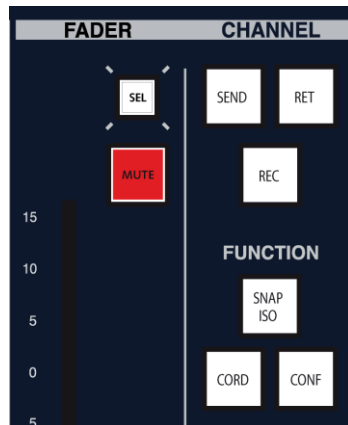 FADER CHANNEL
SEL SEND RET
MUTE REC
15
FUNCTION
10
SNAP
ISO
5
0 CORD CONF
5